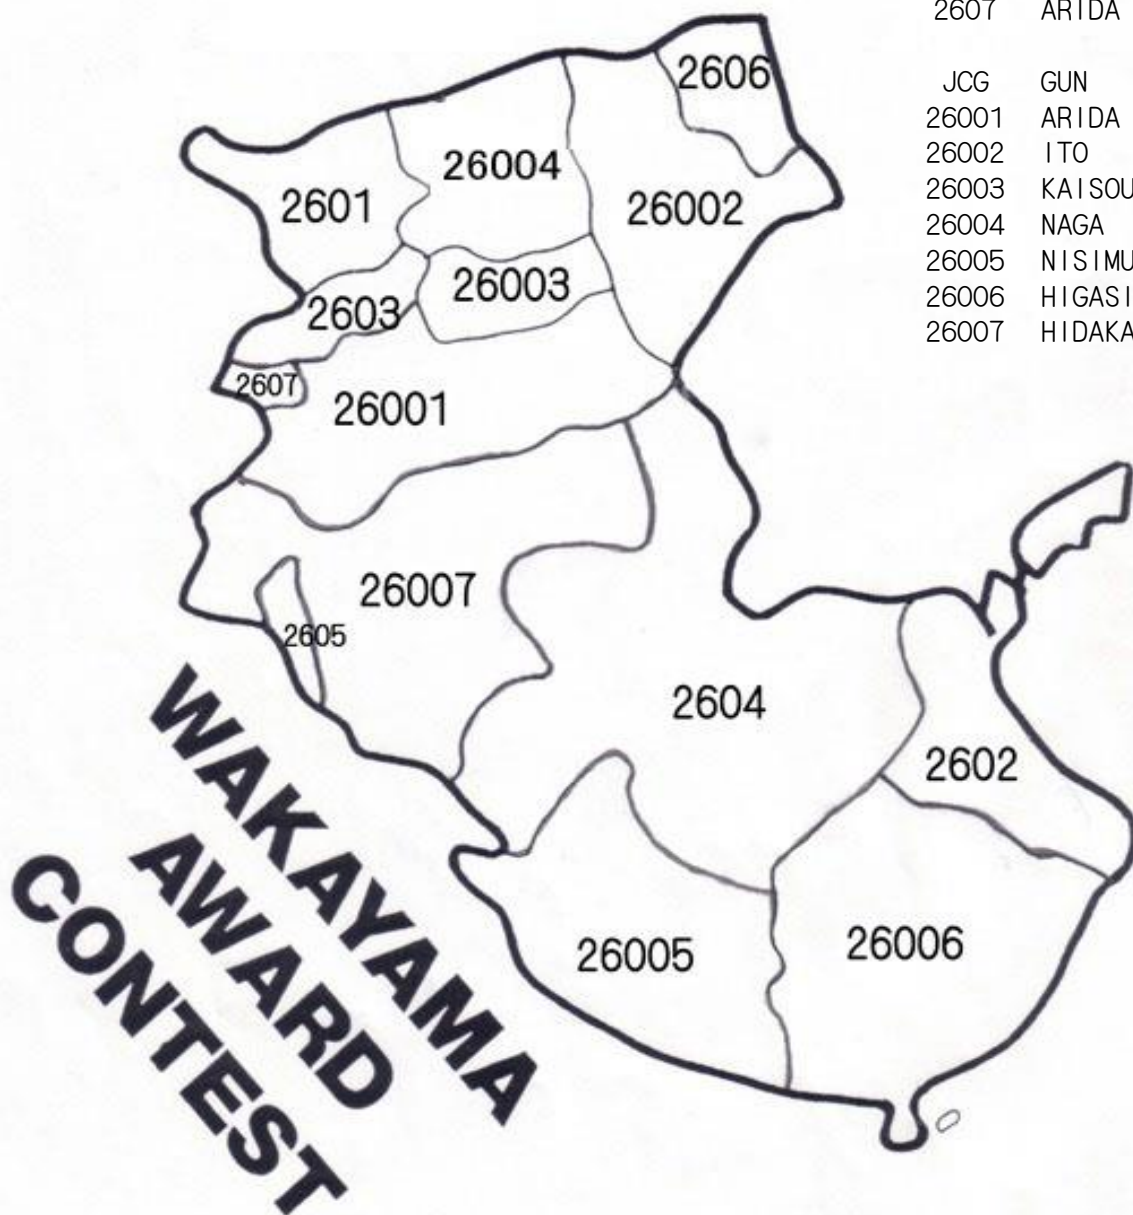 2607 ARIDA
JCG GUN
26001 ARIDA
26002 ITO
26003 KAISOU
26004 NAGA
26005 NISIMU
26006 HIGASI
26007 HIDAKA
2606
26004
2601
26002
26003
2603
2607
26001
26007
2605
2604
2602
26005
26006
WAKAYAMA
AWARD
CONTEST